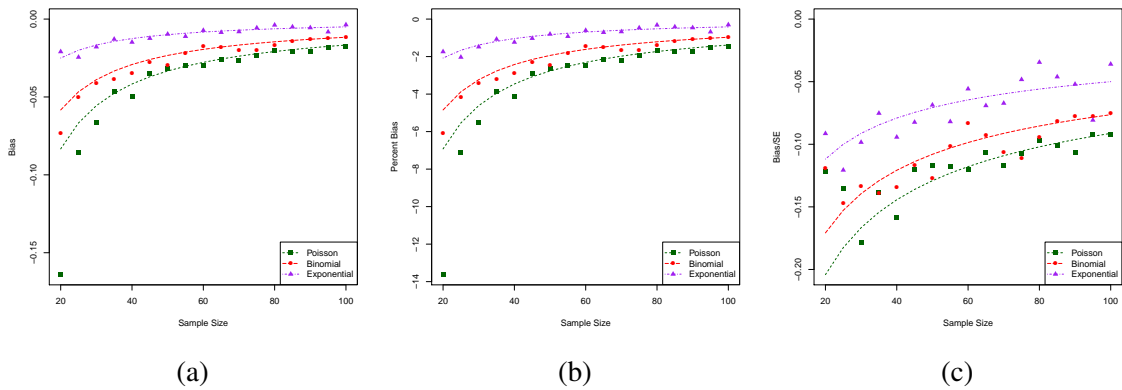 0.00
-0.05
-0.10
-0.15
Bias
20
40
60
80
100
Sample Size
Poisson
Binomial
Exponential
(a)
0
-2
-4
-6
-8
-10
-12
-14
Percent Bias
20
40
60
80
100
Sample Size
Poisson
Binomial
Exponential
(b)
0.00
-0.05
-0.10
-0.15
-0.20
Bias/SE
20
40
60
80
100
Sample Size
Poisson
Binomial
Exponential
(c)